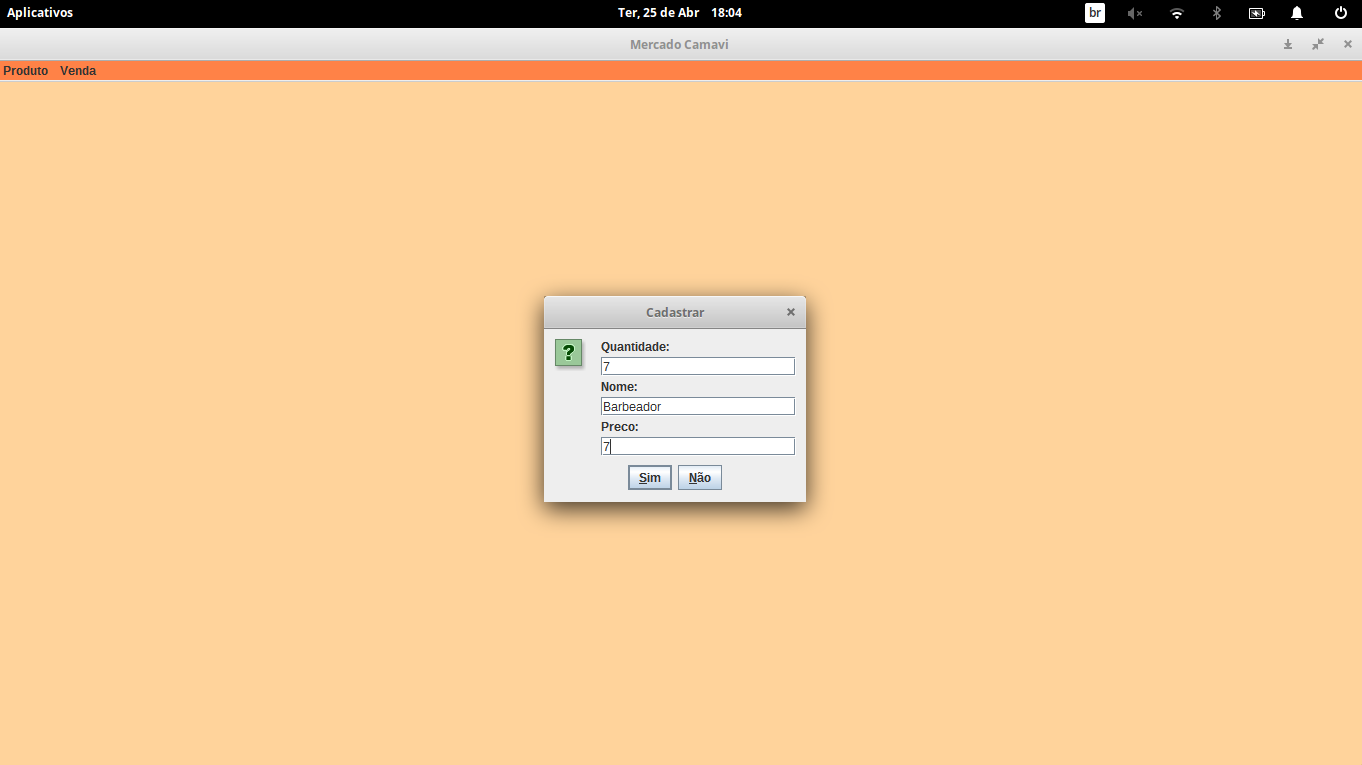 Aplicativos Ter, 25 de Abr 18:04 br
Mercado Camavi
Produto Venda
Cadastrar
?
Quantidade:
7
Nome:
Barbeador
Preco:
7
Sim Não